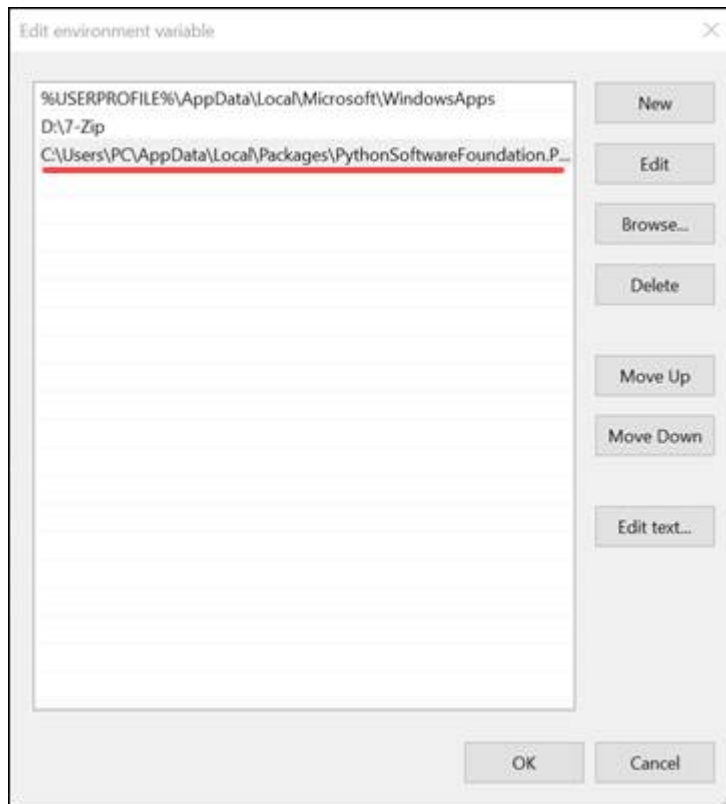 Edit environment variable
%USERPROFILE%\AppData\Local\Microsoft\WindowsApps
D:\7-Zip
C:\Users\PC\AppData\Local\Packages\PythonSoftwareFoundation.P...
New
Edit
Browse...
Delete
Move Up
Move Down
Edit text...
OK
Cancel